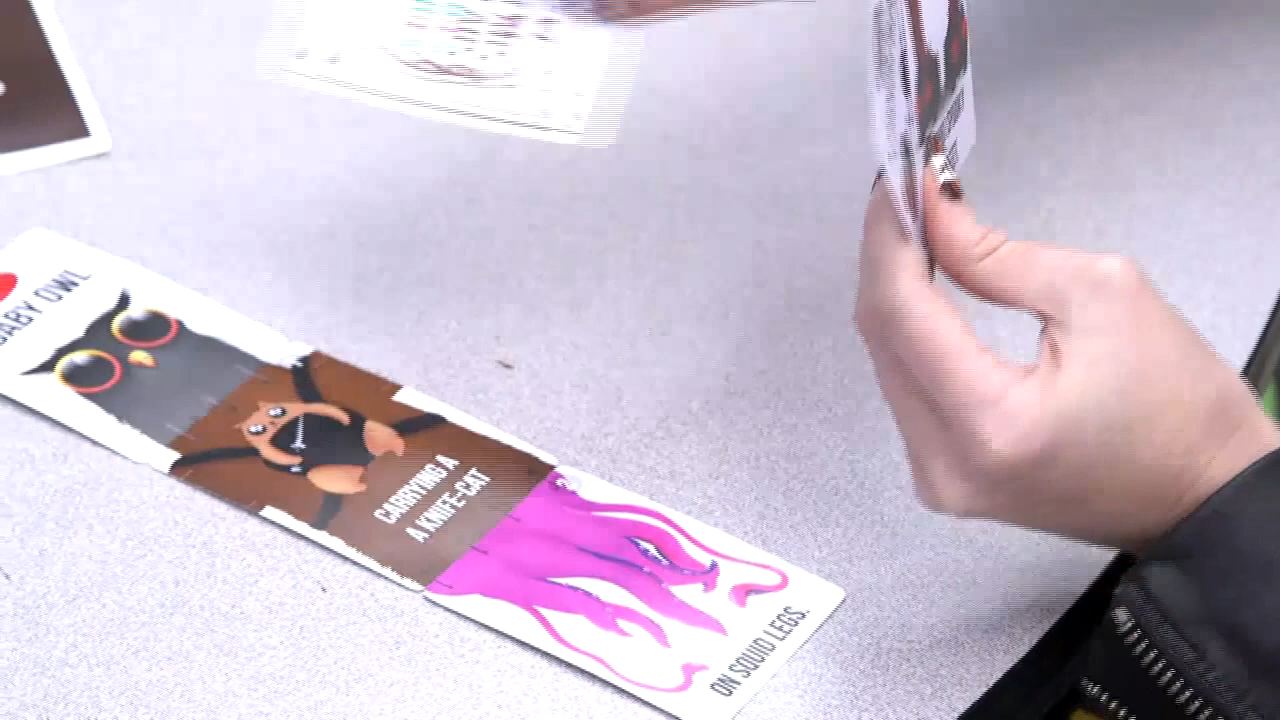 BABY OWL
CARRYING A
A KNIFE-CAT
ON SQUID LEGS.